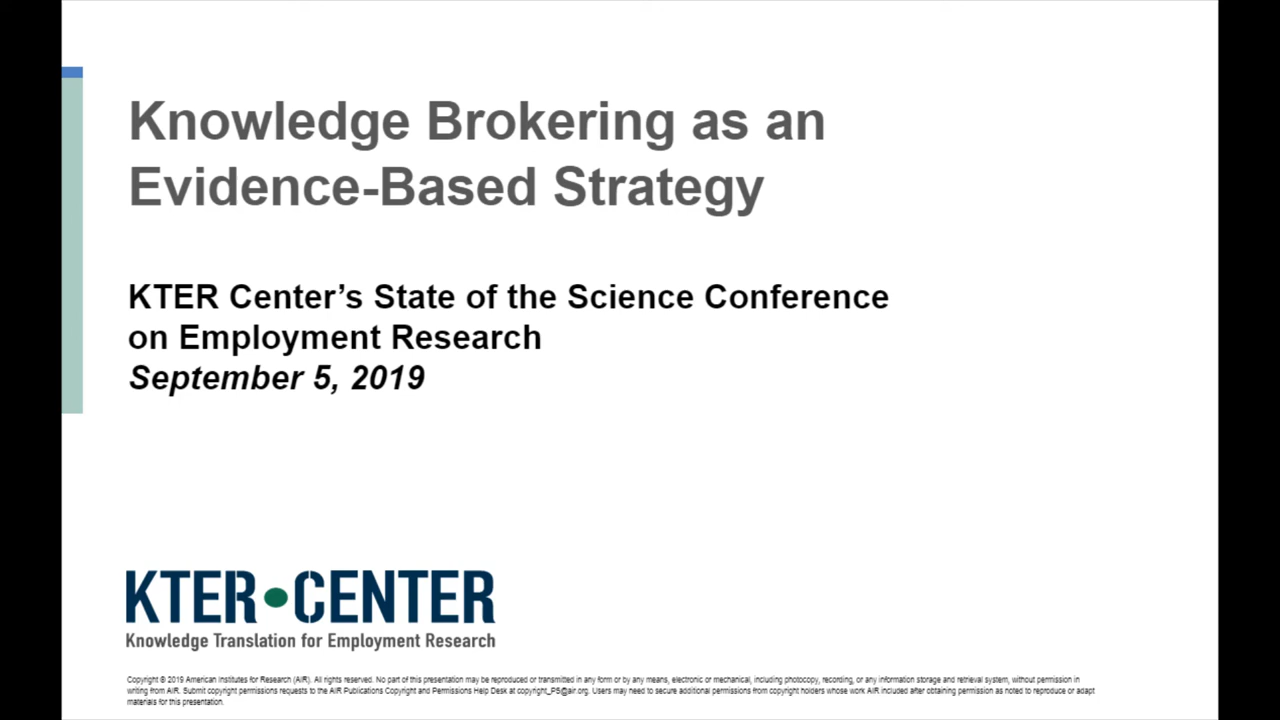 Knowledge Brokering as an
Evidence-Based Strategy
KTER Center’s State of the Science Conference
on Employment Research
September 5, 2019
KTER•CENTER
Knowledge Translation for Employment Research
Copyright © 2019 American Institutes for Research (AIR). All rights reserved. No part of this presentation may be reproduced or transmitted in any form or by any means, electronic or mechanical, including photocopy, recording, or any information storage and retrieval system, without permission in
writing from AIR. Submit copyright permissions requests to the AIR Publications Copyright and Permissions Help Desk at copyright_PS@air.org. Users may need to secure additional permissions from copyright holders whose work AIR included after obtaining permission as noted to reproduce or adapt
materials for this presentation.